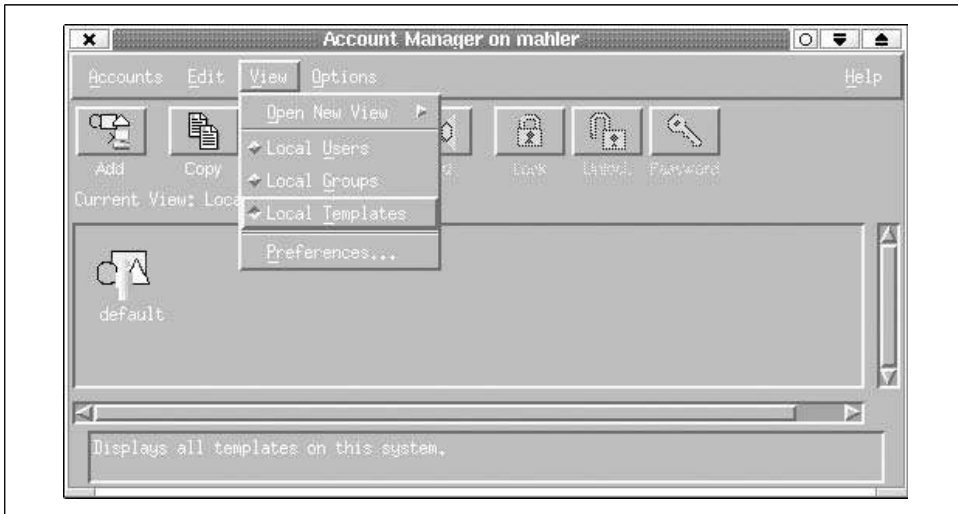 Account Manager on mahler
Accounts Edit View Options Help
Open New View
Local Users
Local Groups
Local Templates
Preferences...
Add Copy Lock Unlock Password
Current View: Loca
default
Displays all templates on this system.